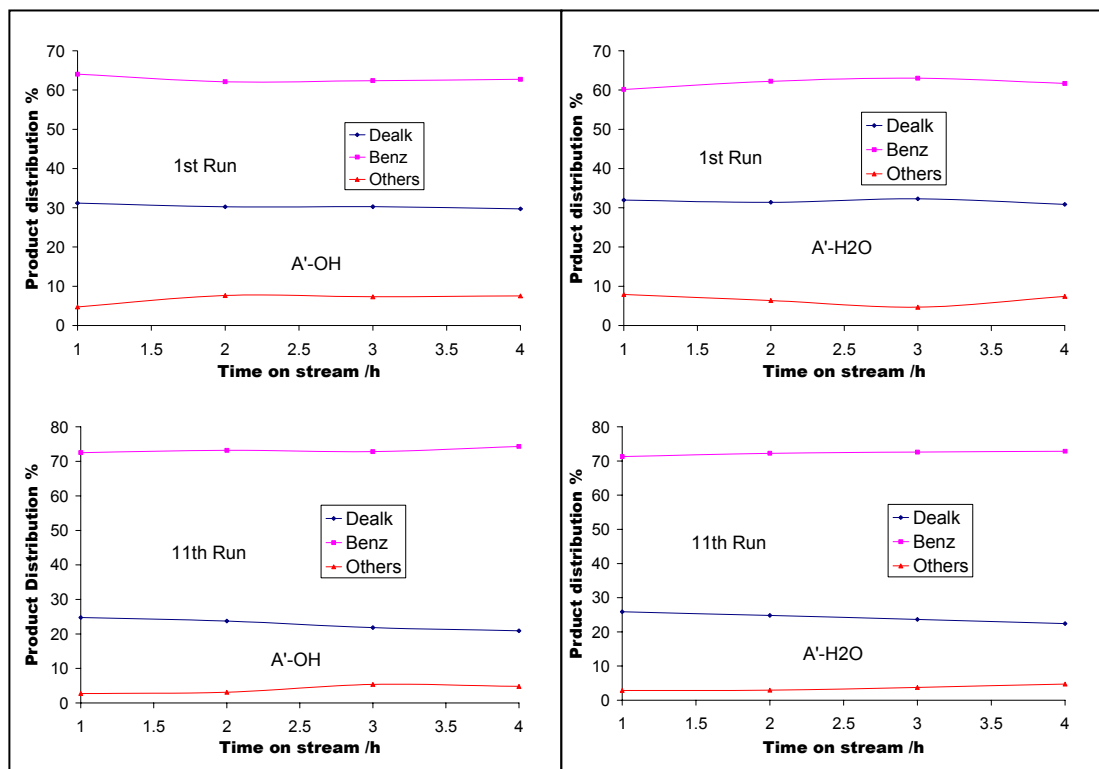 70
60
50
40
30
20
10
0
Product distribution %
Dealk
Benz
Others
1st Run
A'-OH
1 1.5 2 2.5 3 3.5 4
Time on stream /h
70
60
50
40
30
20
10
0
Prduct distribution %
Dealk
Benz
Others
1st Run
A'-H2O
1 1.5 2 2.5 3 3.5 4
Time on stream /h
80
70
60
50
40
30
20
10
0
Product Distribution %
Dealk
Benz
Others
11th Run
A'-OH
1 1.5 2 2.5 3 3.5 4
Time on stream /h
80
70
60
50
40
30
20
10
0
Prduct distribution %
Dealk
Benz
Others
11th Run
A'-H2O
1 1.5 2 2.5 3 3.5 4
Time on stream /h